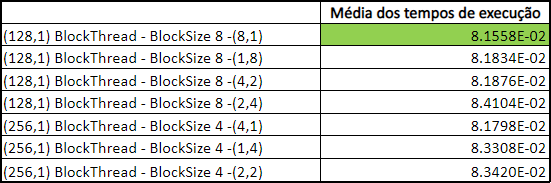 Média dos tempos de execução
(128,1) BlockThread - BlockSize 8 -(8,1) 8.1558E-02
(128,1) BlockThread - BlockSize 8 -(1,8) 8.1834E-02
(128,1) BlockThread - BlockSize 8 -(4,2) 8.1876E-02
(128,1) BlockThread - BlockSize 8 -(2,4) 8.4104E-02
(256,1) BlockThread - BlockSize 4 -(4,1) 8.1798E-02
(256,1) BlockThread - BlockSize 4 -(1,4) 8.3308E-02
(256,1) BlockThread - BlockSize 4 -(2,2) 8.3420E-02